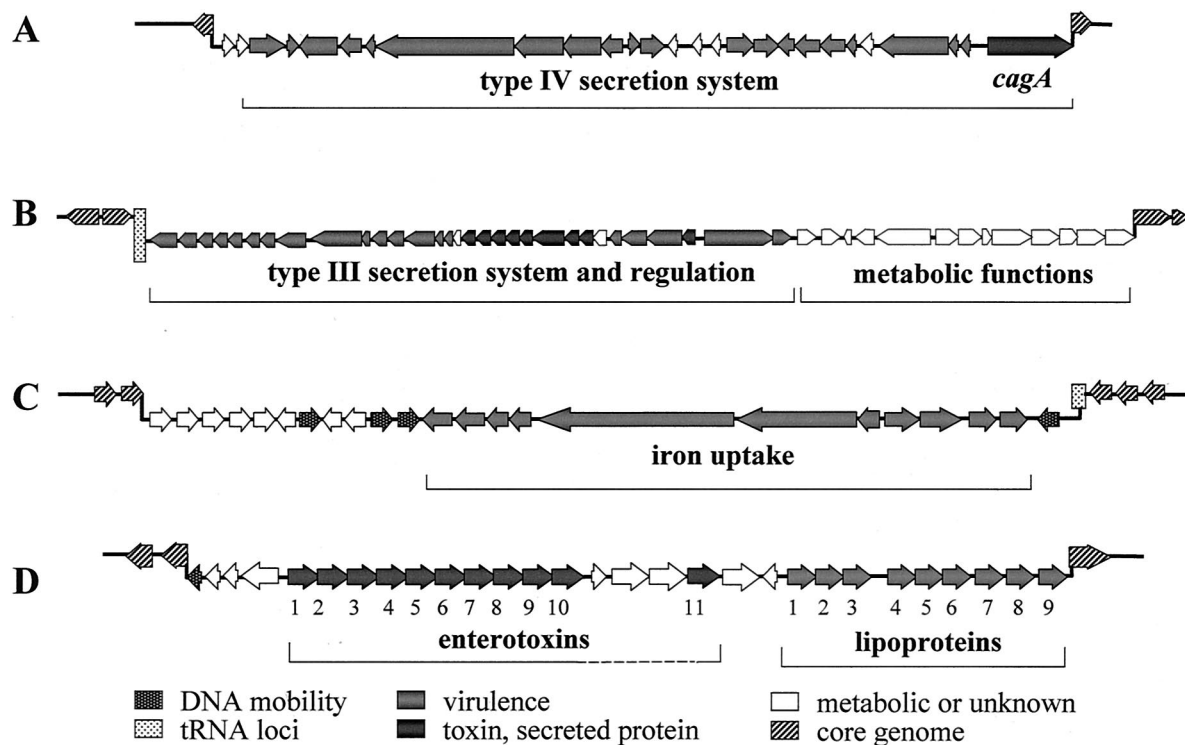 A
type IV secretion system
cagA
B
type III secretion system and regulation
metabolic functions
C
iron uptake
D
1 2 3 4 5 6 7 8 9 10 11 1 2 3 4 5 6 7 8 9
enterotoxins
lipoproteins
DNA mobility
virulence
metabolic or unknown
tRNA loci
toxin, secreted protein
core genome